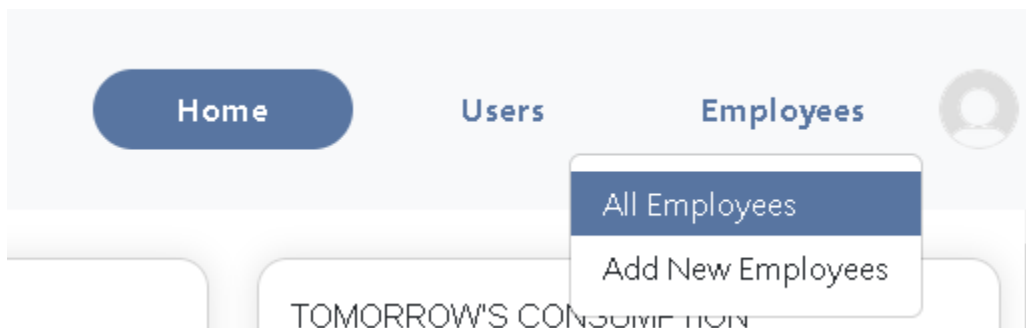 Home Users Employees
All Employees
Add New Employees
TOMORROW'S CONSUMPTION